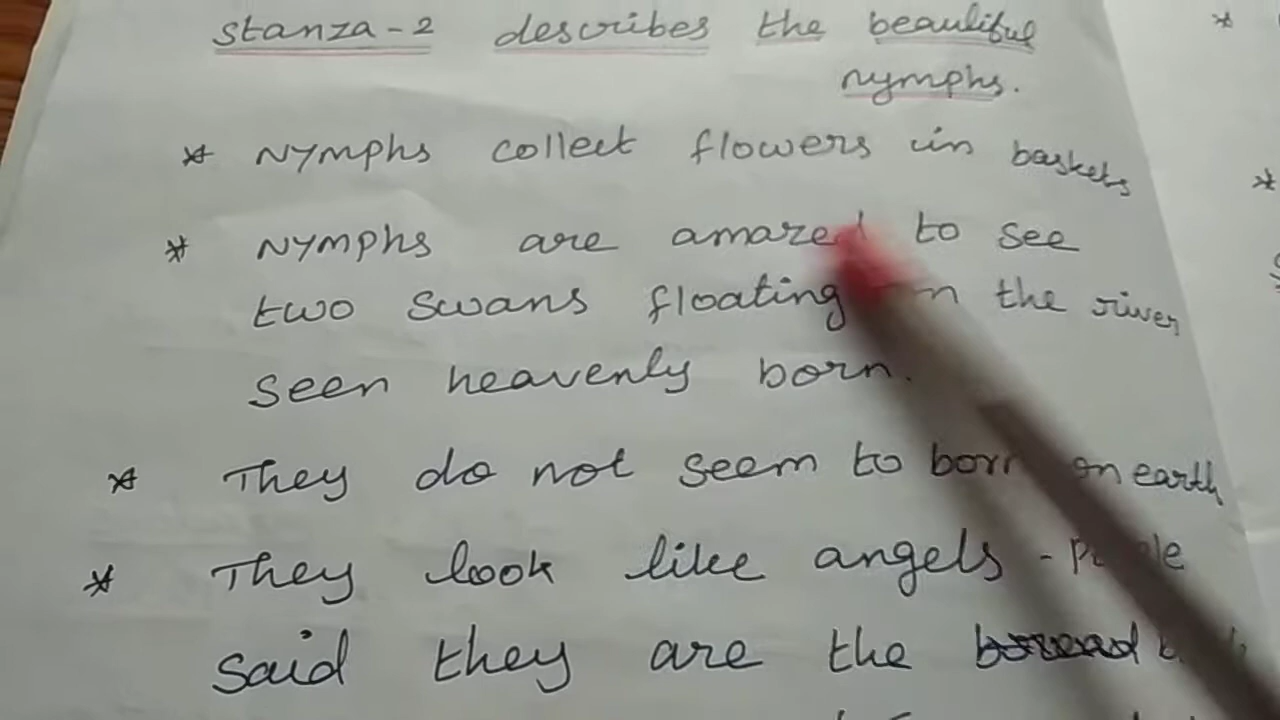 stanza-2 describes the beautiful
nymphs.
* Nymphs collect flowers in baskets
* Nymphs are amazed to see
two swans floating on the river
seen heavenly born.
* They do not seem to born on earth
* They look like angels - people
said they are the